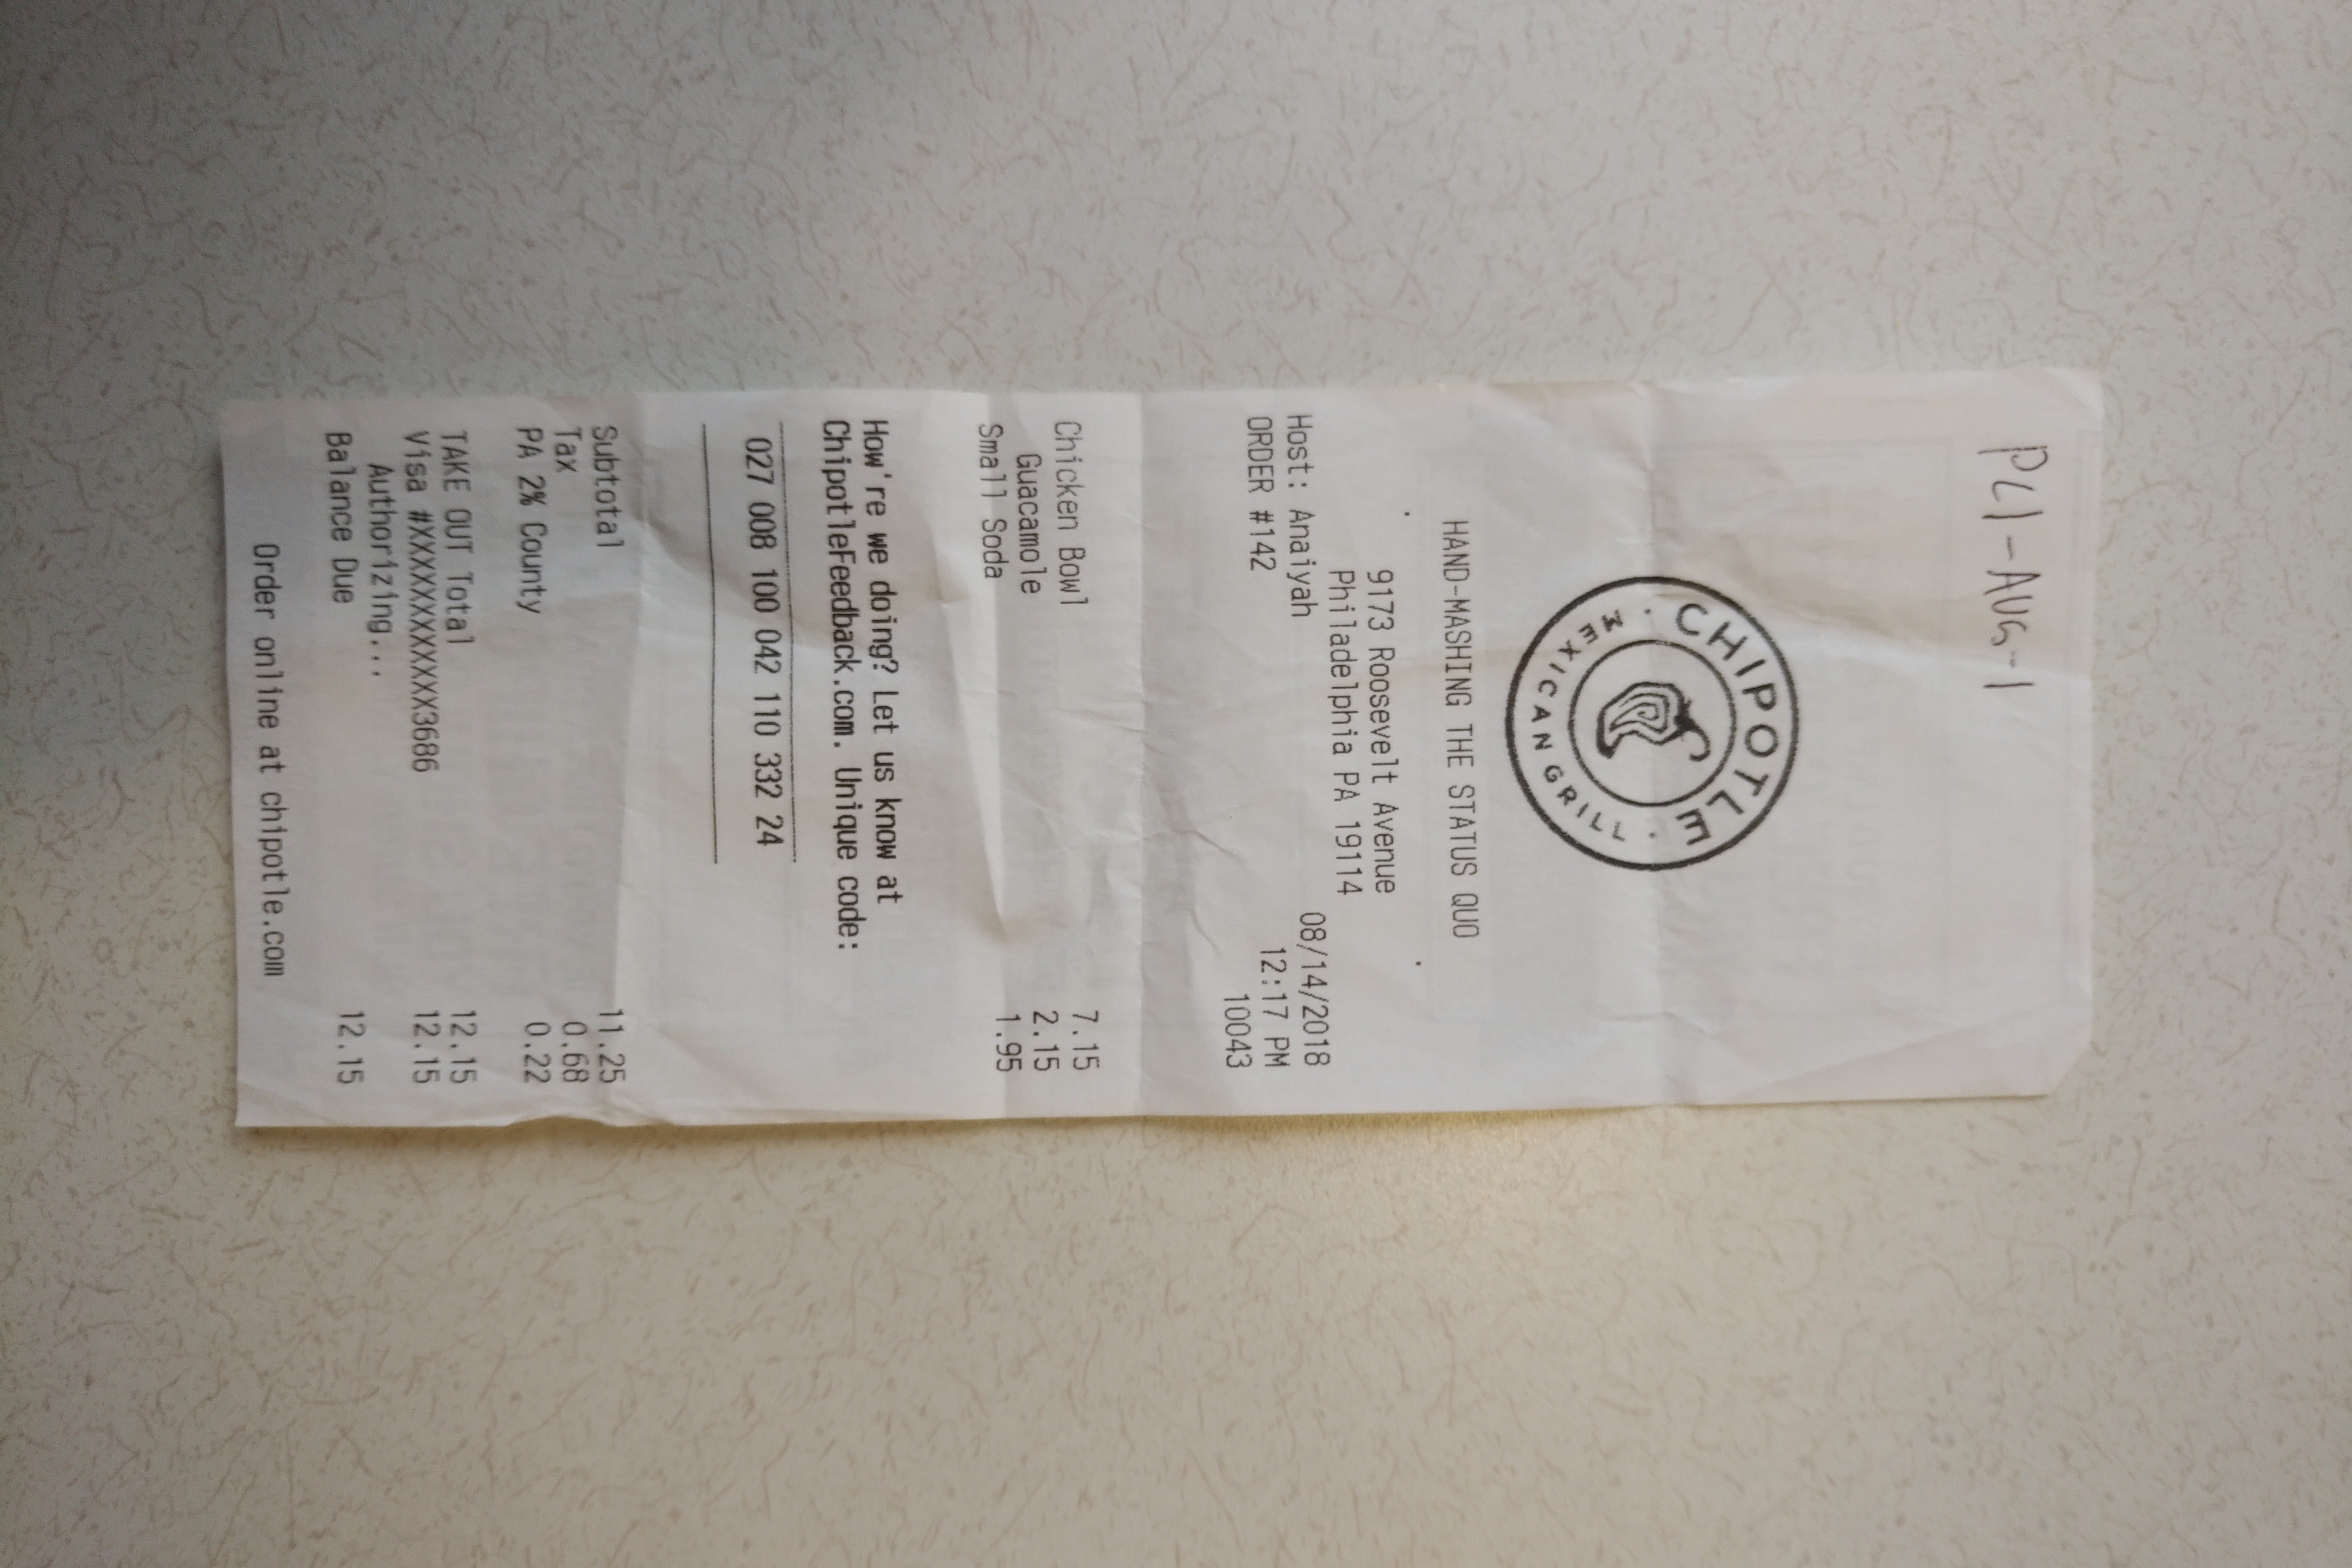 PLI-AUG-1
CHIPOTLE
MEXICAN GRILL
HAND-MASHING THE STATUS QUO
9173 Roosevelt Avenue
Philadelphia PA 19114
Host: Anaiyah 08/14/2018
ORDER #142 12:17 PM
10043
Chicken Bowl 7.15
Guacamole 2.15
Small Soda 1.95
How're we doing? Let us know at
ChipotleFeedback.com. Unique code:
027 008 100 042 110 332 24
Subtotal 11.25
Tax 0.68
PA 2% County 0.22
TAKE OUT Total 12.15
Visa #XXXXXXXXXXXX3686 12.15
Authorizing...
Balance Due 12.15
Order online at chipotle.com